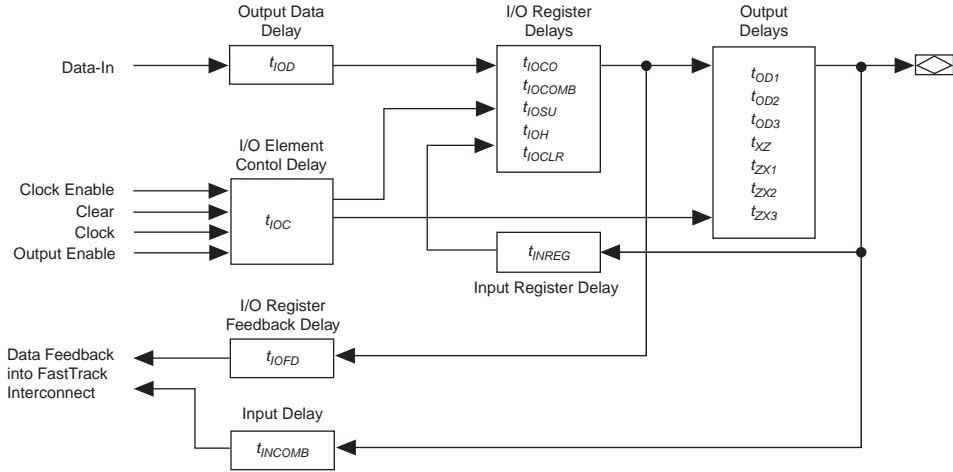 Output Data
Delay
I/O Register
Delays
Output
Delays
Data-In
tIOD
tIOCO
tIOCOMB
tIOSU
tIOH
tIOCLR
tOD1
tOD2
tOD3
tXZ
tZX1
tZX2
tZX3
I/O Element
Contol Delay
Clock Enable
Clear
Clock
Output Enable
tIOC
tINREG
Input Register Delay
I/O Register
Feedback Delay
tIOFD
Data Feedback
into FastTrack
Interconnect
Input Delay
tINCOMB